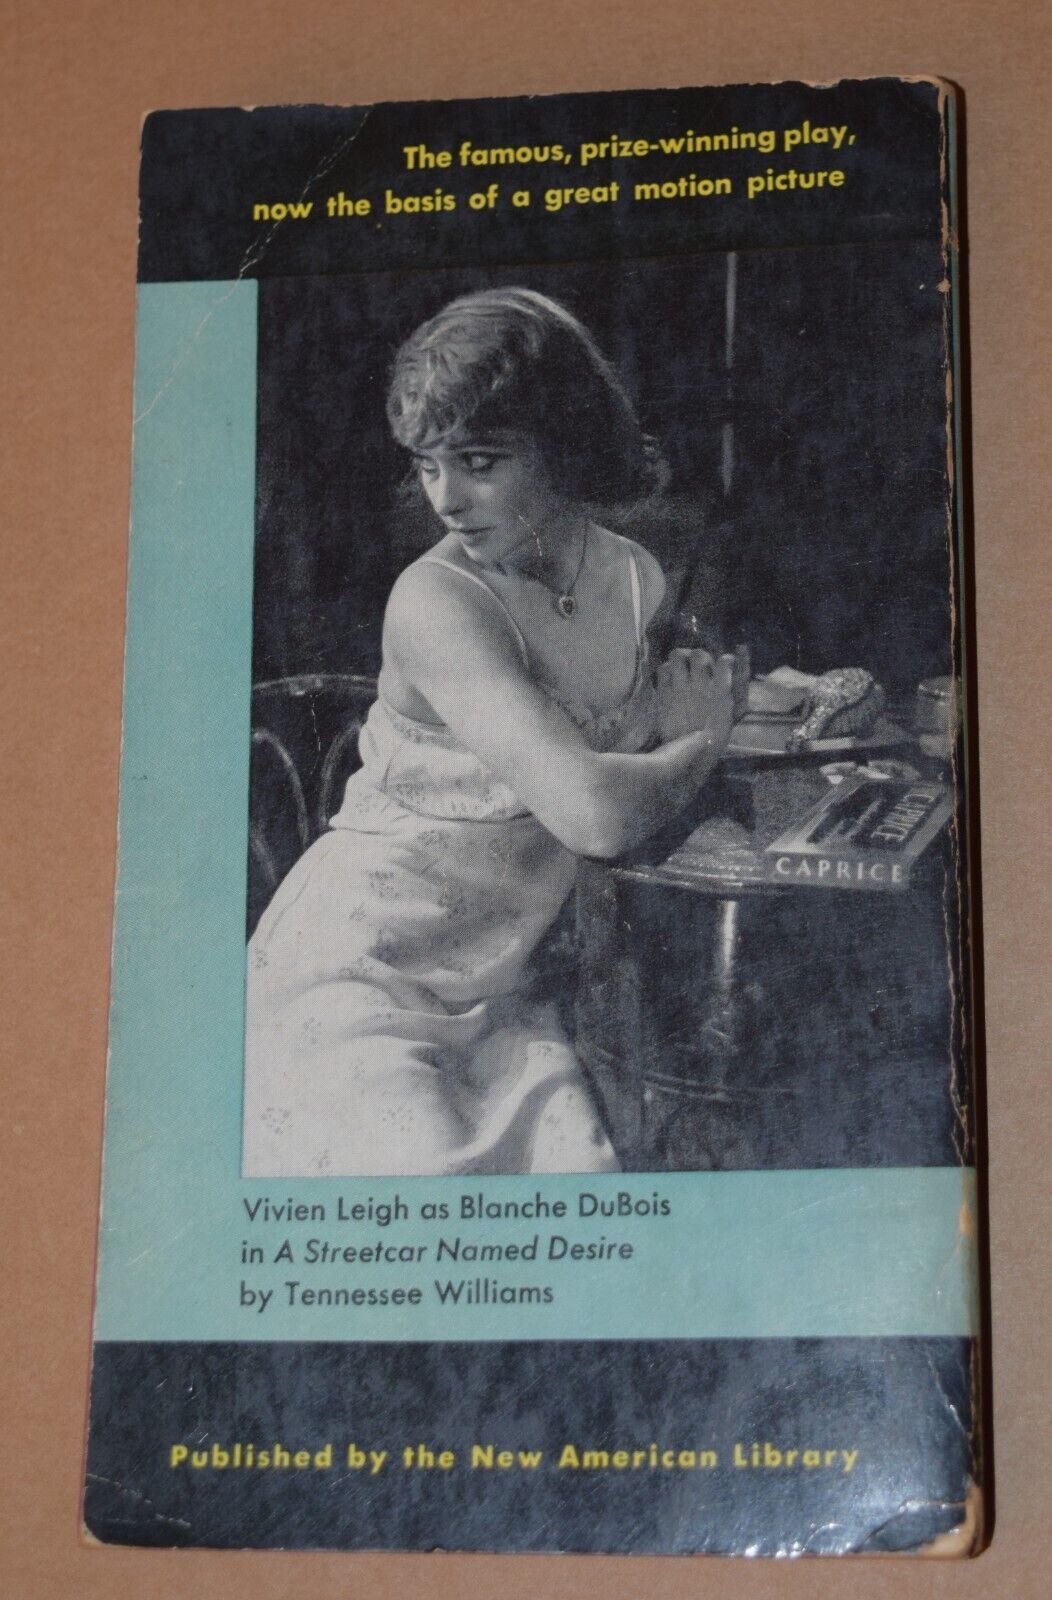 The famous, prize-winning play,
now the basis of a great motion picture
CAPRICE
CAPRICE
Vivien Leigh as Blanche DuBois
in A Streetcar Named Desire
by Tennessee Williams
Published by the New American Library